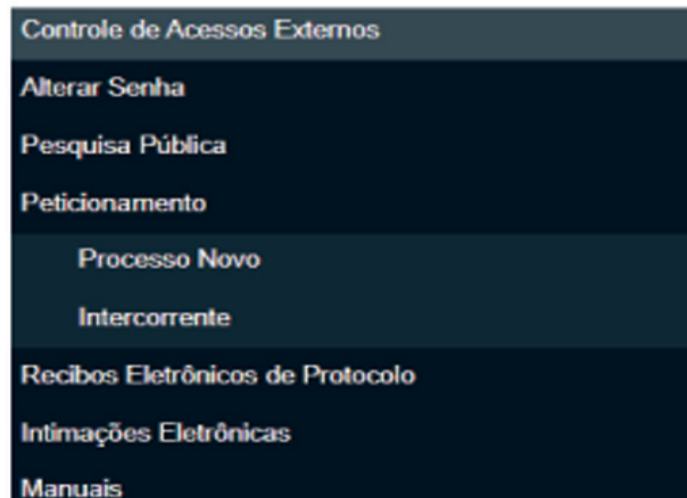 Controle de Acessos Externos
Alterar Senha
Pesquisa Pública
Peticionamento
Processo Novo
Intercorrente
Recibos Eletrônicos de Protocolo
Intimações Eletrônicas
Manuais